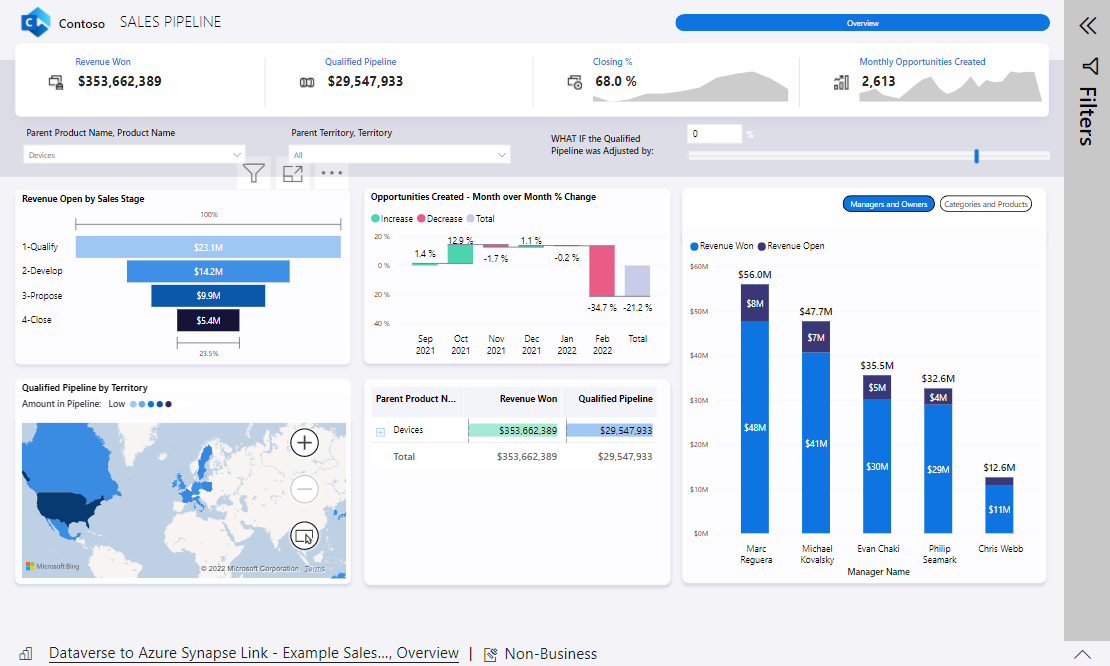 Contoso SALES PIPELINE
Overview
Revenue Won
$353,662,389
Qualified Pipeline
$29,547,933
Closing %
68.0 %
Monthly Opportunities Created
2,613
Filters
Parent Product Name, Product Name
Devices
Parent Territory, Territory
All
WHAT IF the Qualified
Pipeline was Adjusted by:
0
%
Revenue Open by Sales Stage
100%
1-Qualify $23.1M
2-Develop $14.2M
3-Propose $9.9M
4-Close $5.4M
23.5%
Opportunities Created - Month over Month % Change
Increase Decrease Total
20 %
0 %
-20 %
-40 %
1.4 %
12.9 %
-1.7 %
1.1 %
-0.2 %
-34.7 %
-21.2 %
Sep
2021
Oct
2021
Nov
2021
Dec
2021
Jan
2022
Feb
2022
Total
Managers and Owners
Categories and Products
Revenue Won Revenue Open
$60M
$50M
$40M
$30M
$20M
$10M
$0M
$56.0M
$8M
$48M
$47.7M
$7M
$41M
$35.5M
$5M
$30M
$32.6M
$4M
$29M
$12.6M
$11M
Marc
Reguera
Michael
Kovalsky
Evan Chaki
Philip
Seamark
Chris Webb
Manager Name
Qualified Pipeline by Territory
Amount in Pipeline: Low
Microsoft Bing
© 2022 Microsoft Corporation Terms
Parent Product N... Revenue Won Qualified Pipeline
Devices $353,662,389 $29,547,933
Total $353,662,389 $29,547,933
Dataverse to Azure Synapse Link - Example Sales..., Overview | Non-Business